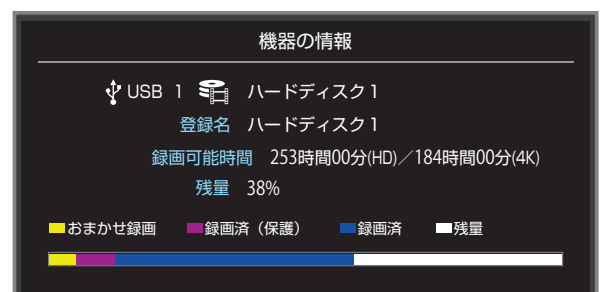 機器の情報
USB 1 ハードディスク1
登録名 ハードディスク1
録画可能時間 253時間00分(HD)／184時間00分(4K)
残量 38%
おまかせ録画 録画済（保護） 録画済 残量